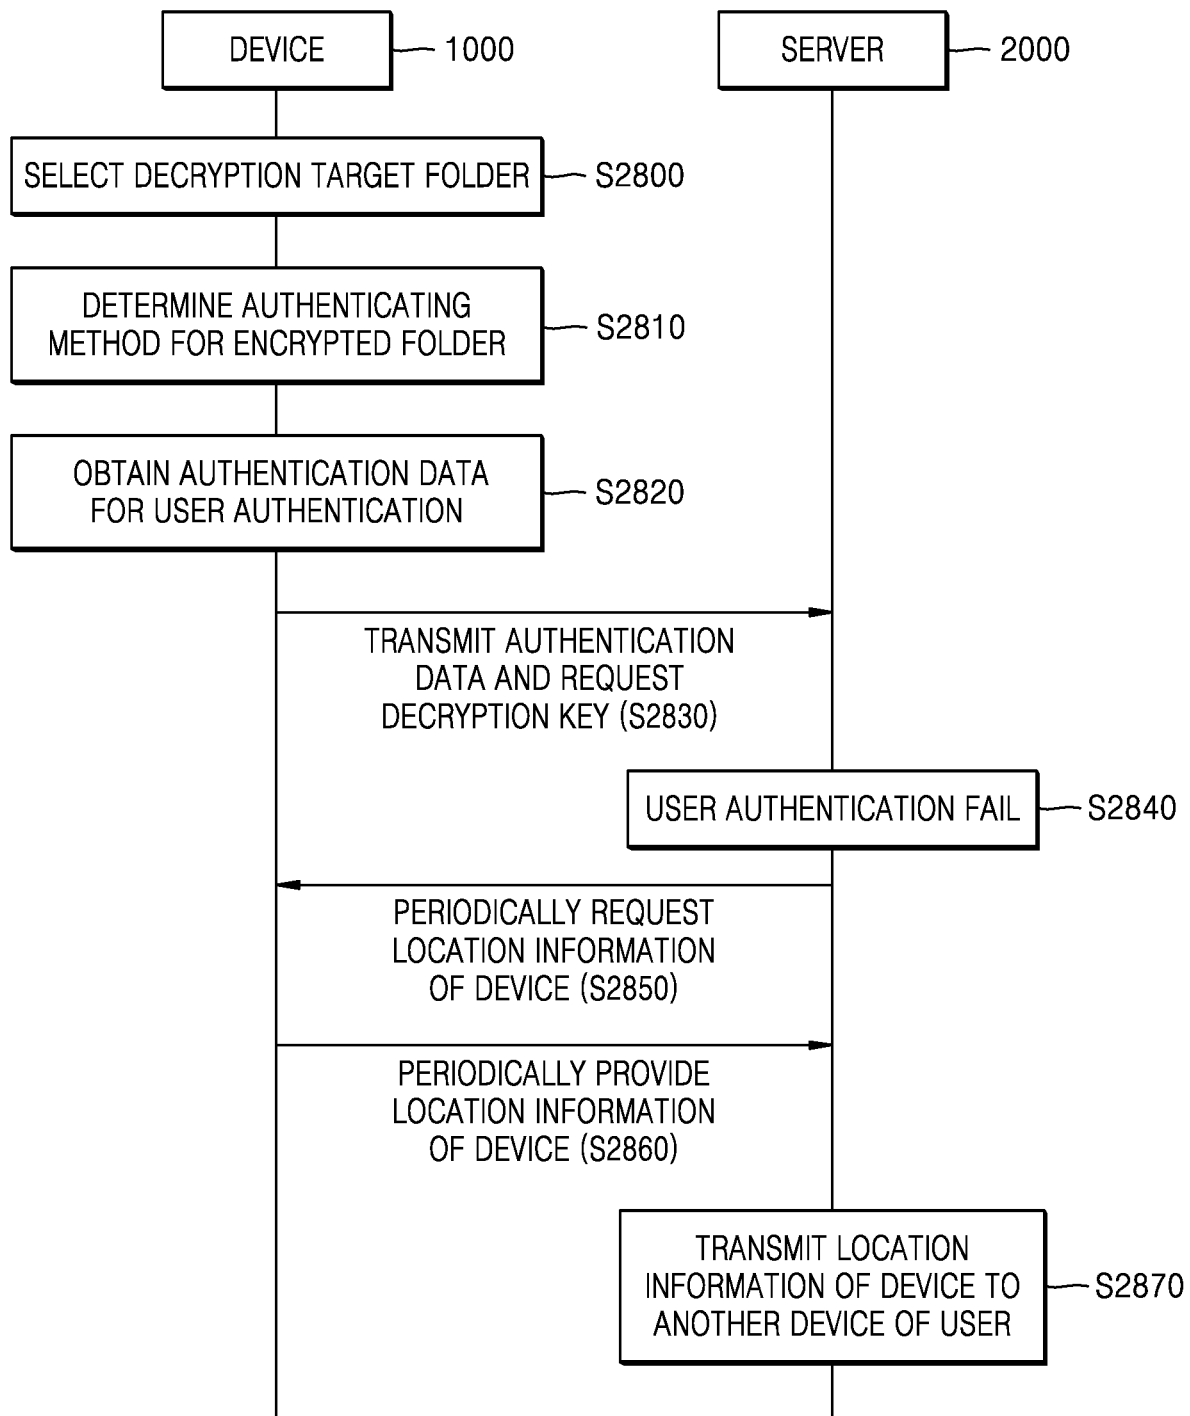 DEVICE
1000
SERVER
2000
SELECT DECRYPTION TARGET FOLDER
S2800
DETERMINE AUTHENTICATING
METHOD FOR ENCRYPTED FOLDER
S2810
OBTAIN AUTHENTICATION DATA
FOR USER AUTHENTICATION
S2820
TRANSMIT AUTHENTICATION
DATA AND REQUEST
DECRYPTION KEY (S2830)
USER AUTHENTICATION FAIL
S2840
PERIODICALLY REQUEST
LOCATION INFORMATION
OF DEVICE (S2850)
PERIODICALLY PROVIDE
LOCATION INFORMATION
OF DEVICE (S2860)
TRANSMIT LOCATION
INFORMATION OF DEVICE TO
ANOTHER DEVICE OF USER
S2870